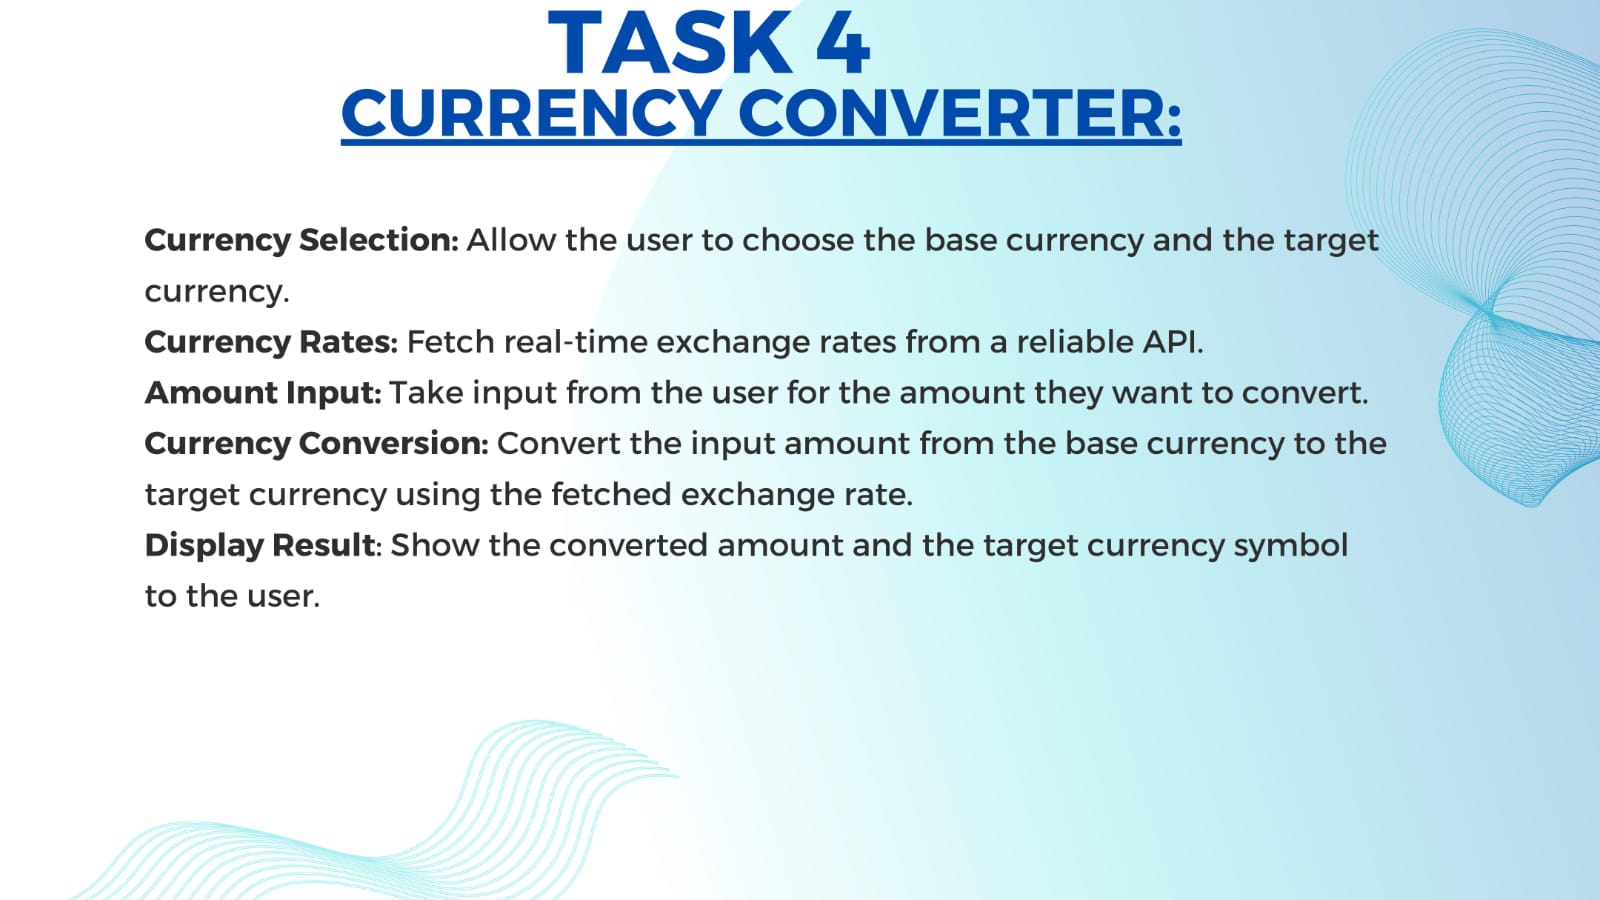 TASK 4
CURRENCY CONVERTER:
Currency Selection: Allow the user to choose the base currency and the target
currency.
Currency Rates: Fetch real-time exchange rates from a reliable API.
Amount Input: Take input from the user for the amount they want to convert.
Currency Conversion: Convert the input amount from the base currency to the
target currency using the fetched exchange rate.
Display Result: Show the converted amount and the target currency symbol
to the user.